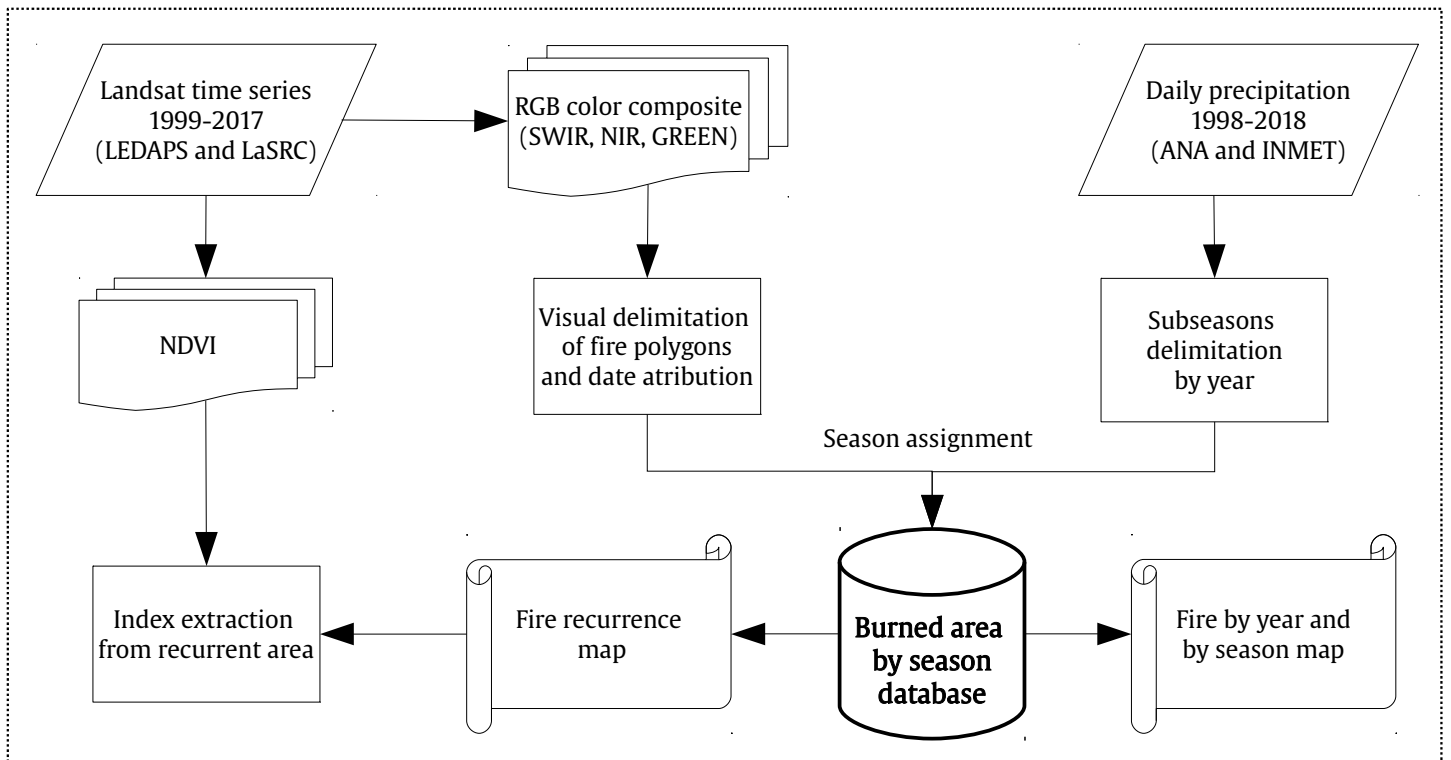 Landsat time series
1999-2017
(LEDAPS and LaSRC)
RGB color composite
(SWIR, NIR, GREEN)
Daily precipitation
1998-2018
(ANA and INMET)
NDVI
Visual delimitation
of fire polygons
and date atribution
Subseasons
delimitation
by year
Season assignment
Index extraction
from recurrent area
Fire recurrence
map
Burned area
by season
database
Fire by year and
by season map